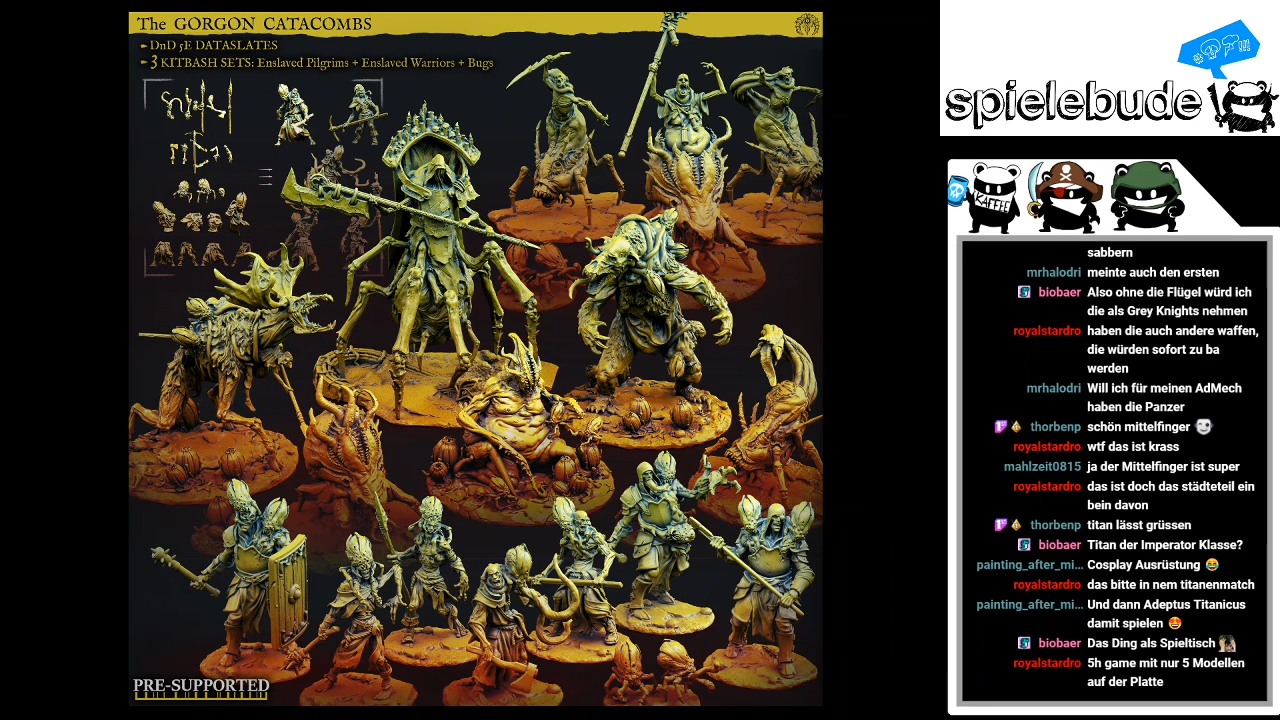 The GORGON CATACOMBS
DnD 5E DATASLATES
3 KITBASH SETS: Enslaved Pilgrims + Enslaved Warriors + Bugs
PRE-SUPPORTED
spielebude
KAFFEE
sabbern
mrhalodri meinte auch den ersten
biobaer Also ohne die Flügel würd ich
die als Grey Knights nehmen
royalstardro haben die auch andere waffen,
die würden sofort zu ba
werden
mrhalodri Will ich für meinen AdMech
haben die Panzer
thorbenp schön mittelfinger
royalstardro wtf das ist krass
mahlzeit0815 ja der Mittelfinger ist super
royalstardro das ist doch das städteteil ein
bein davon
thorbenp titan lässt grüssen
biobaer Titan der Imperator Klasse?
painting_after_mi... Cosplay Ausrüstung 😂
royalstardro das bitte in nem titanenmatch
painting_after_mi... Und dann Adeptus Titanicus
damit spielen 🤩
biobaer Das Ding als Spieltisch
royalstardro 5h game mit nur 5 Modellen
auf der Platte